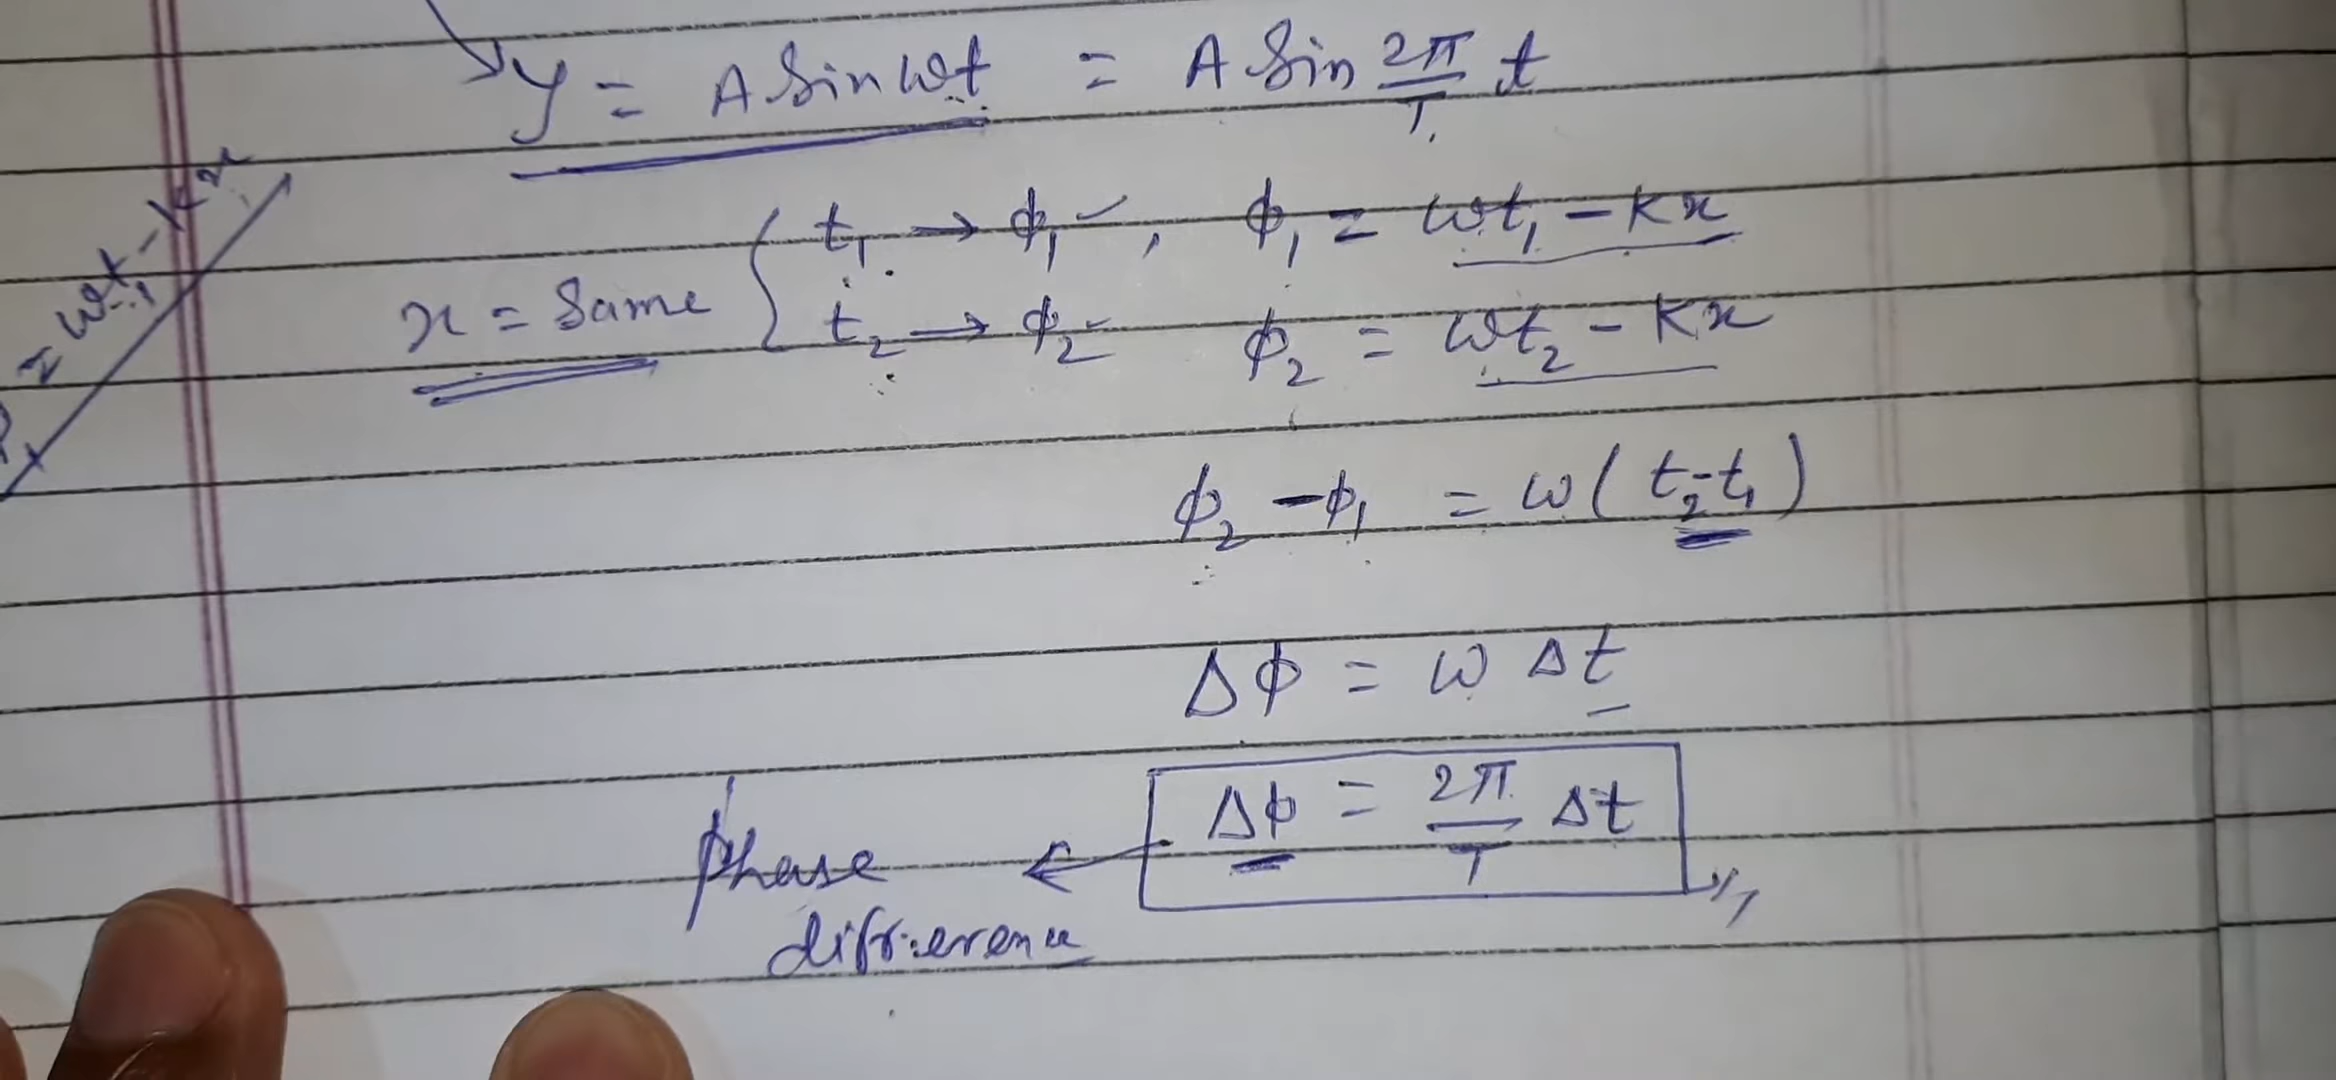 y = A Sin ωt = A Sin 2π/T t
x = Same { t₁ → ϕ₁ , ϕ₁ = ωt₁ - Kx
t₂ → ϕ₂ ϕ₂ = ωt₂ - Kx
ϕ₂ - ϕ₁ = ω( t₂-t₁ )
Δϕ = ω Δt
Δϕ = 2π/T Δt
phase
difference